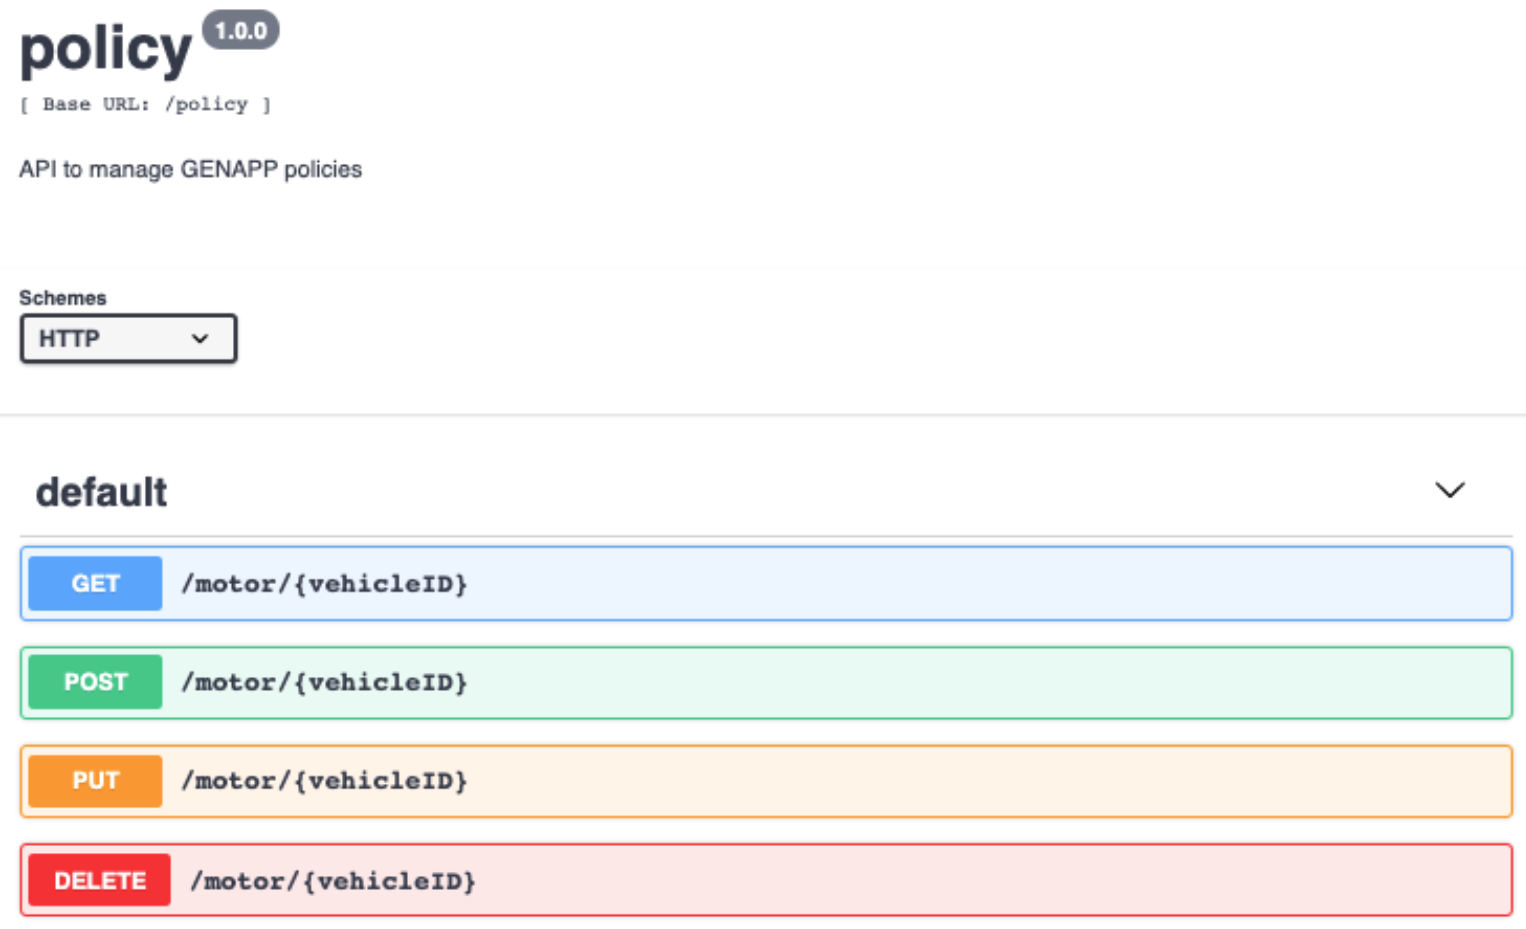 policy 1.0.0
[ Base URL: /policy ]
API to manage GENAPP policies
Schemes
HTTP
default
GET /motor/{vehicleID}
POST /motor/{vehicleID}
PUT /motor/{vehicleID}
DELETE /motor/{vehicleID}